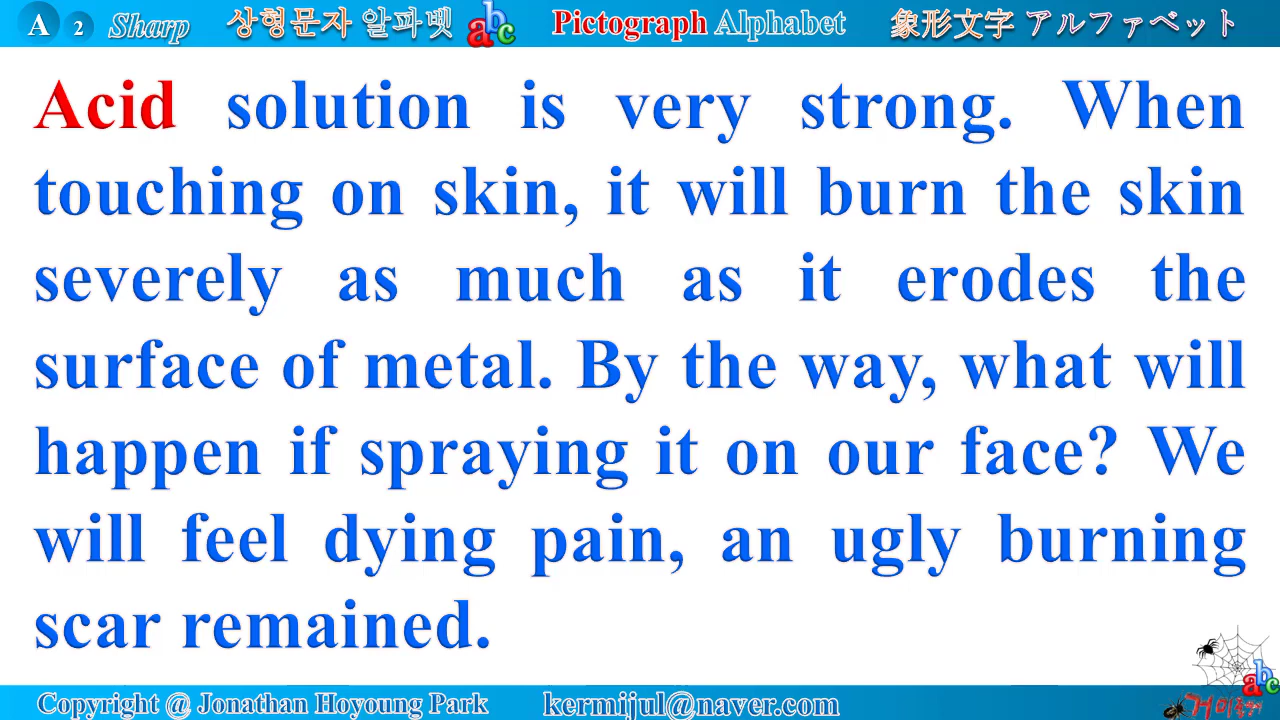 A 2 Sharp 상형문자 알파벳 abc Pictograph Alphabet 象形文字 アルファベット
Acid solution is very strong. When
touching on skin, it will burn the skin
severely as much as it erodes the
surface of metal. By the way, what will
happen if spraying it on our face? We
will feel dying pain, an ugly burning
scar remained.
abc
Copyright @ Jonathan Hoyoung Park kermijul@naver.com